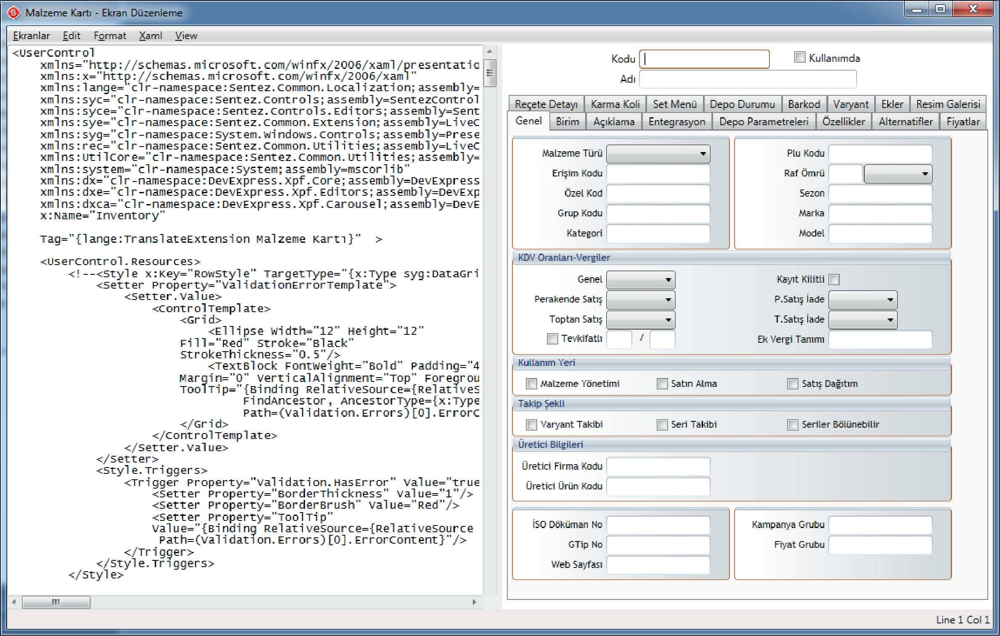 Malzeme Kartı - Ekran Düzenleme
Ekranlar Edit Format Xaml View
<UserControl
xmlns="http://schemas.microsoft.com/winfx/2006/xaml/presentatio
xmlns:x="http://schemas.microsoft.com/winfx/2006/xaml"
xmlns:lange="clr-namespace:Sentez.Common.Localization;assembly=
xmlns:syc="clr-namespace:Sentez.Controls;assembly=SentezControl
xmlns:syce="clr-namespace:Sentez.Controls.Editors;assembly=Sent
xmlns:sye="clr-namespace:Sentez.Common.Extension;assembly=LiveC
xmlns:syg="clr-namespace:System.Windows.Controls;assembly=Prese
xmlns:rec="clr-namespace:Sentez.Common.Utilities;assembly=LiveC
xmlns:UtilCore="clr-namespace:Sentez.Common.Utilities;assembly=
xmlns:system="clr-namespace:System;assembly=mscorlib"
xmlns:dx="clr-namespace:DevExpress.Xpf.Core;assembly=DevExpress
xmlns:dxe="clr-namespace:DevExpress.Xpf.Editors;assembly=DevExp
xmlns:dxca="clr-namespace:DevExpress.Xpf.Carousel;assembly=DevE
x:Name="Inventory"
Tag="{lange:TranslateExtension Malzeme Kartı}"  >
<UserControl.Resources>
<!--<Style x:Key="RowStyle" TargetType="{x:Type syg:DataGri
<Setter Property="ValidationErrorTemplate">
<Setter.Value>
<ControlTemplate>
<Grid>
<Ellipse Width="12" Height="12"
Fill="Red" Stroke="Black"
StrokeThickness="0.5"/>
<TextBlock FontWeight="Bold" Padding="4
Margin="0" VerticalAlignment="Top" Foregrou
ToolTip="{Binding RelativeSource={RelativeS
FindAncestor, AncestorType={x:Type
Path=(Validation.Errors)[0].ErrorC
</Grid>
</ControlTemplate>
</Setter.Value>
</Setter>
<Style.Triggers>
<Trigger Property="Validation.HasError" Value="true
<Setter Property="BorderThickness" Value="1"/>
<Setter Property="BorderBrush" Value="Red"/>
<Setter Property="ToolTip"
Value="{Binding RelativeSource={RelativeSource
Path=(Validation.Errors)[0].ErrorContent}"/>
</Trigger>
</Style.Triggers>
</Style>
Kodu Kullanımda
Adı
Reçete Detayı Karma Koli Set Menü Depo Durumu Barkod Varyant Ekler Resim Galerisi
Genel Birim Açıklama Entegrasyon Depo Parametreleri Özellikler Alternatifler Fiyatlar
Malzeme Türü Plu Kodu
Erişim Kodu Raf Ömrü
Özel Kod Sezon
Grup Kodu Marka
Kategori Model
KDV Oranları-Vergiler
Genel Kayıt Kilitli
Perakende Satış P.Satış İade
Toptan Satış T.Satış İade
Tevkifatlı / Ek Vergi Tanımı
Kullanım Yeri
Malzeme Yönetimi Satın Alma Satış Dağıtım
Takip Şekli
Varyant Takibi Seri Takibi Seriler Bölünebilir
Üretici Bilgileri
Üretici Firma Kodu
Üretici Ürün Kodu
İSO Döküman No Kampanya Grubu
GTip No Fiyat Grubu
Web Sayfası
Line 1 Col 1